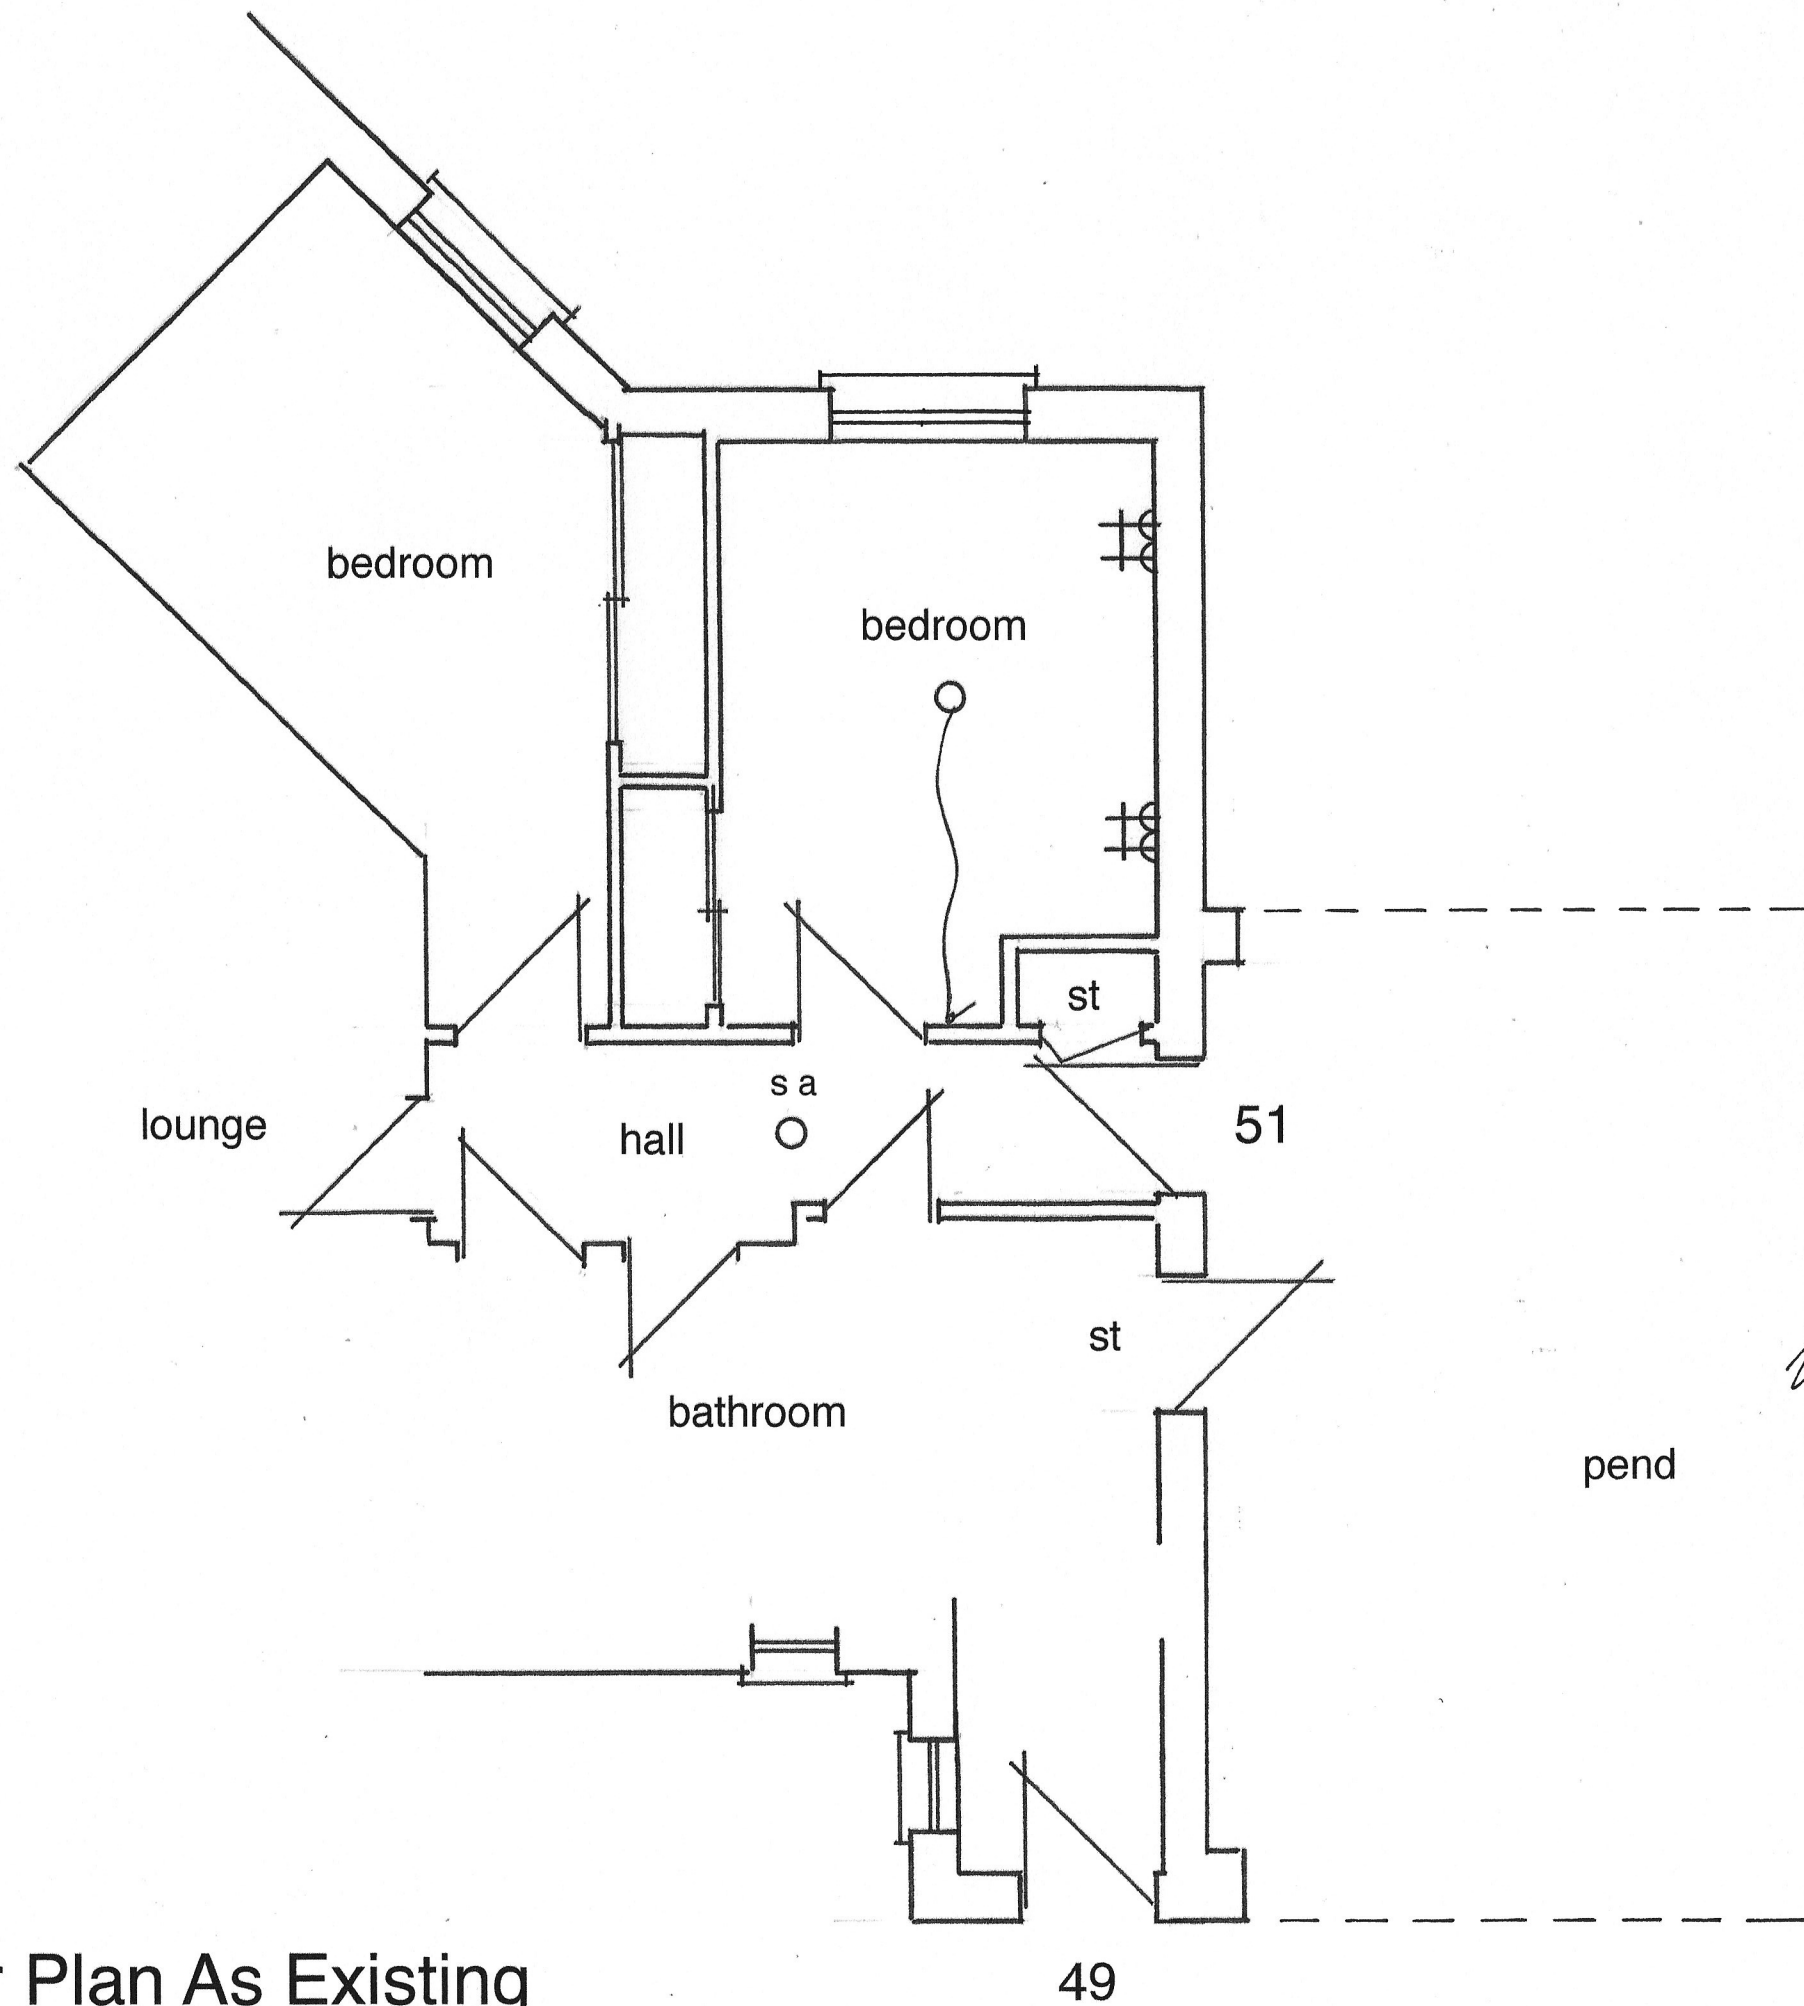 bedroom
bedroom
st
s a
lounge
hall
51
st
bathroom
pend
Plan As Existing
49